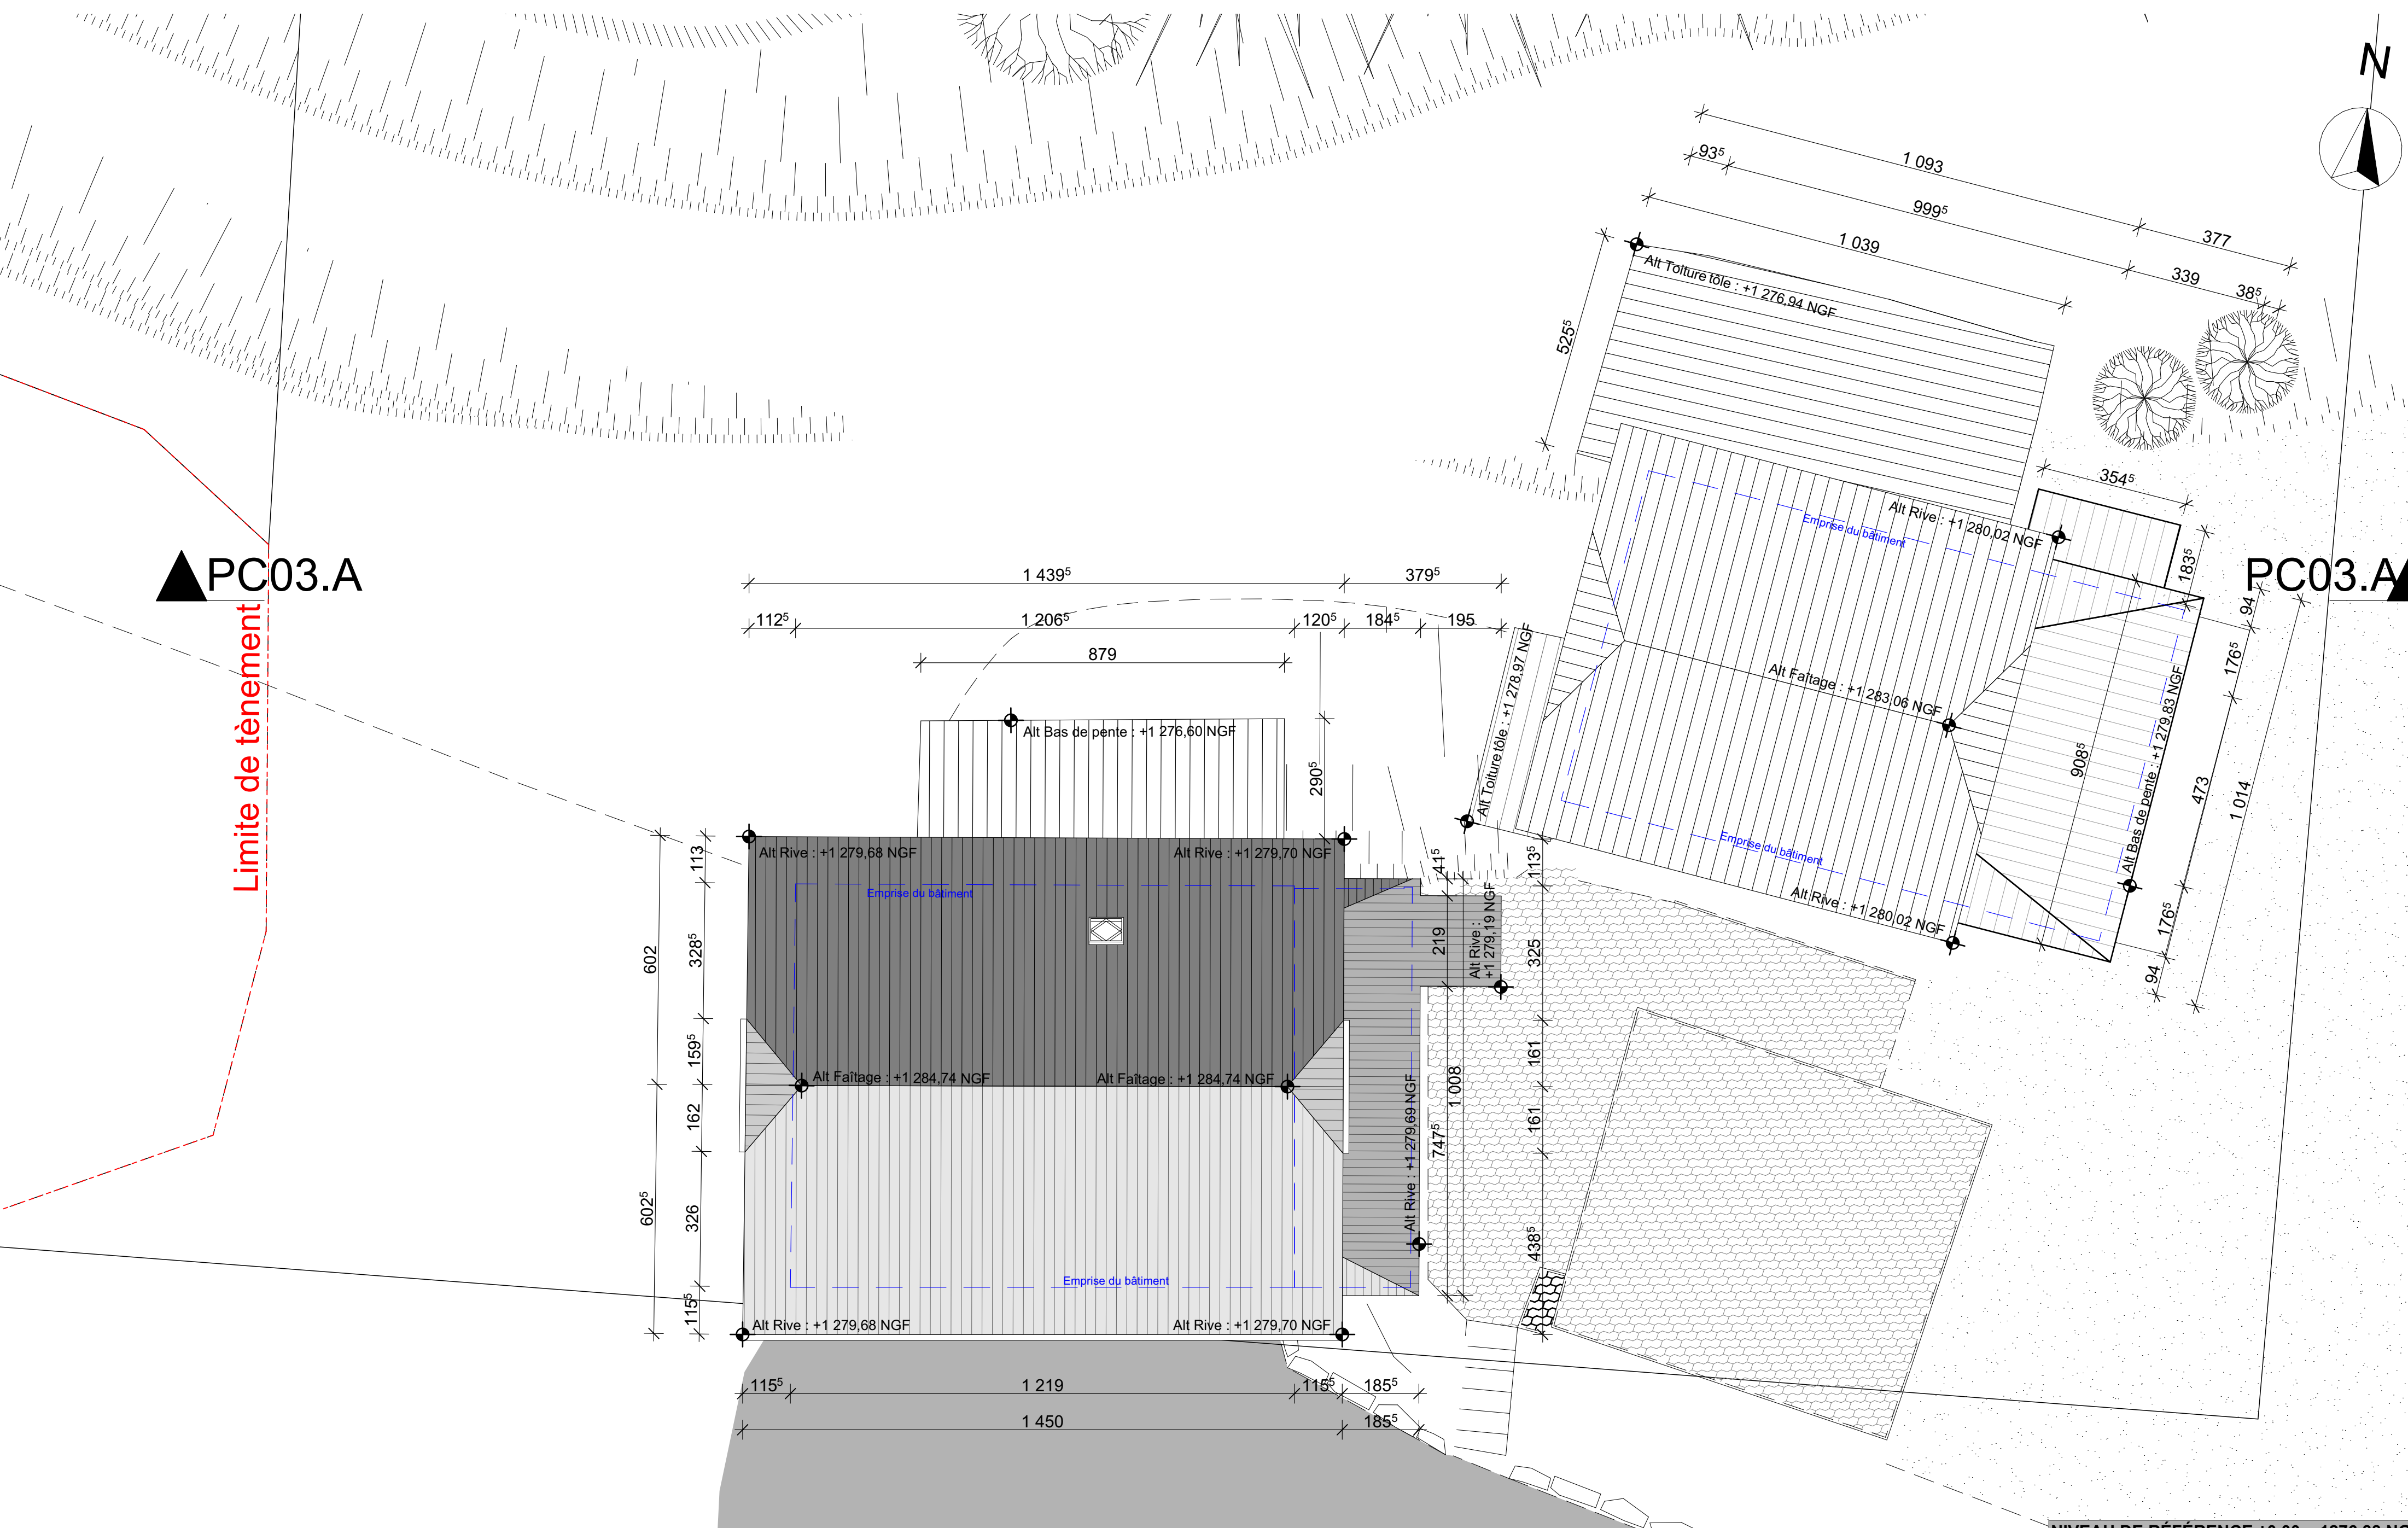 N
1 093
93⁵
999⁵
377
1 039
339
38⁵
Alt Toiture tôle : +1 276,94 NGF
525⁵
354⁵
Alt Rive : +1 280,02 NGF
Emprise du bâtiment
183⁵
94
PC03.A
PC03.A
Limite de tènement
1 439⁵
379⁵
112⁵
1 206⁵
120⁵
184⁵
195
879
Alt Toiture tôle : +1 278,97 NGF
Alt Faîtage : +1 283,06 NGF
176⁵
Alt Bas de pente : +1 279,83 NGF
908⁵
473
1 014
Alt Bas de pente : +1 276,60 NGF
290⁵
Emprise du bâtiment
Alt Rive : +1 280,02 NGF
176⁵
94
113
Alt Rive : +1 279,68 NGF
Alt Rive : +1 279,70 NGF
41⁵
113⁵
Emprise du bâtiment
602
328⁵
219
Alt Rive :
+1 279,19 NGF
325
159⁵
161
Alt Faîtage : +1 284,74 NGF
Alt Faîtage : +1 284,74 NGF
1 008
162
747⁵
161
Alt Rive : +1 279,69 NGF
602⁵
326
438⁵
Emprise du bâtiment
115⁵
Alt Rive : +1 279,68 NGF
Alt Rive : +1 279,70 NGF
115⁵
1 219
115⁵
185⁵
1 450
185⁵